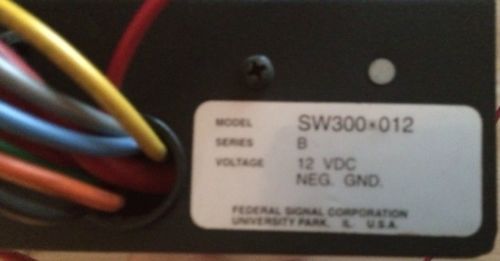 MODEL SW300*012
SERIES B
VOLTAGE 12 VDC
NEG. GND.
FEDERAL SIGNAL CORPORATION
UNIVERSITY PARK, IL. U.S.A.